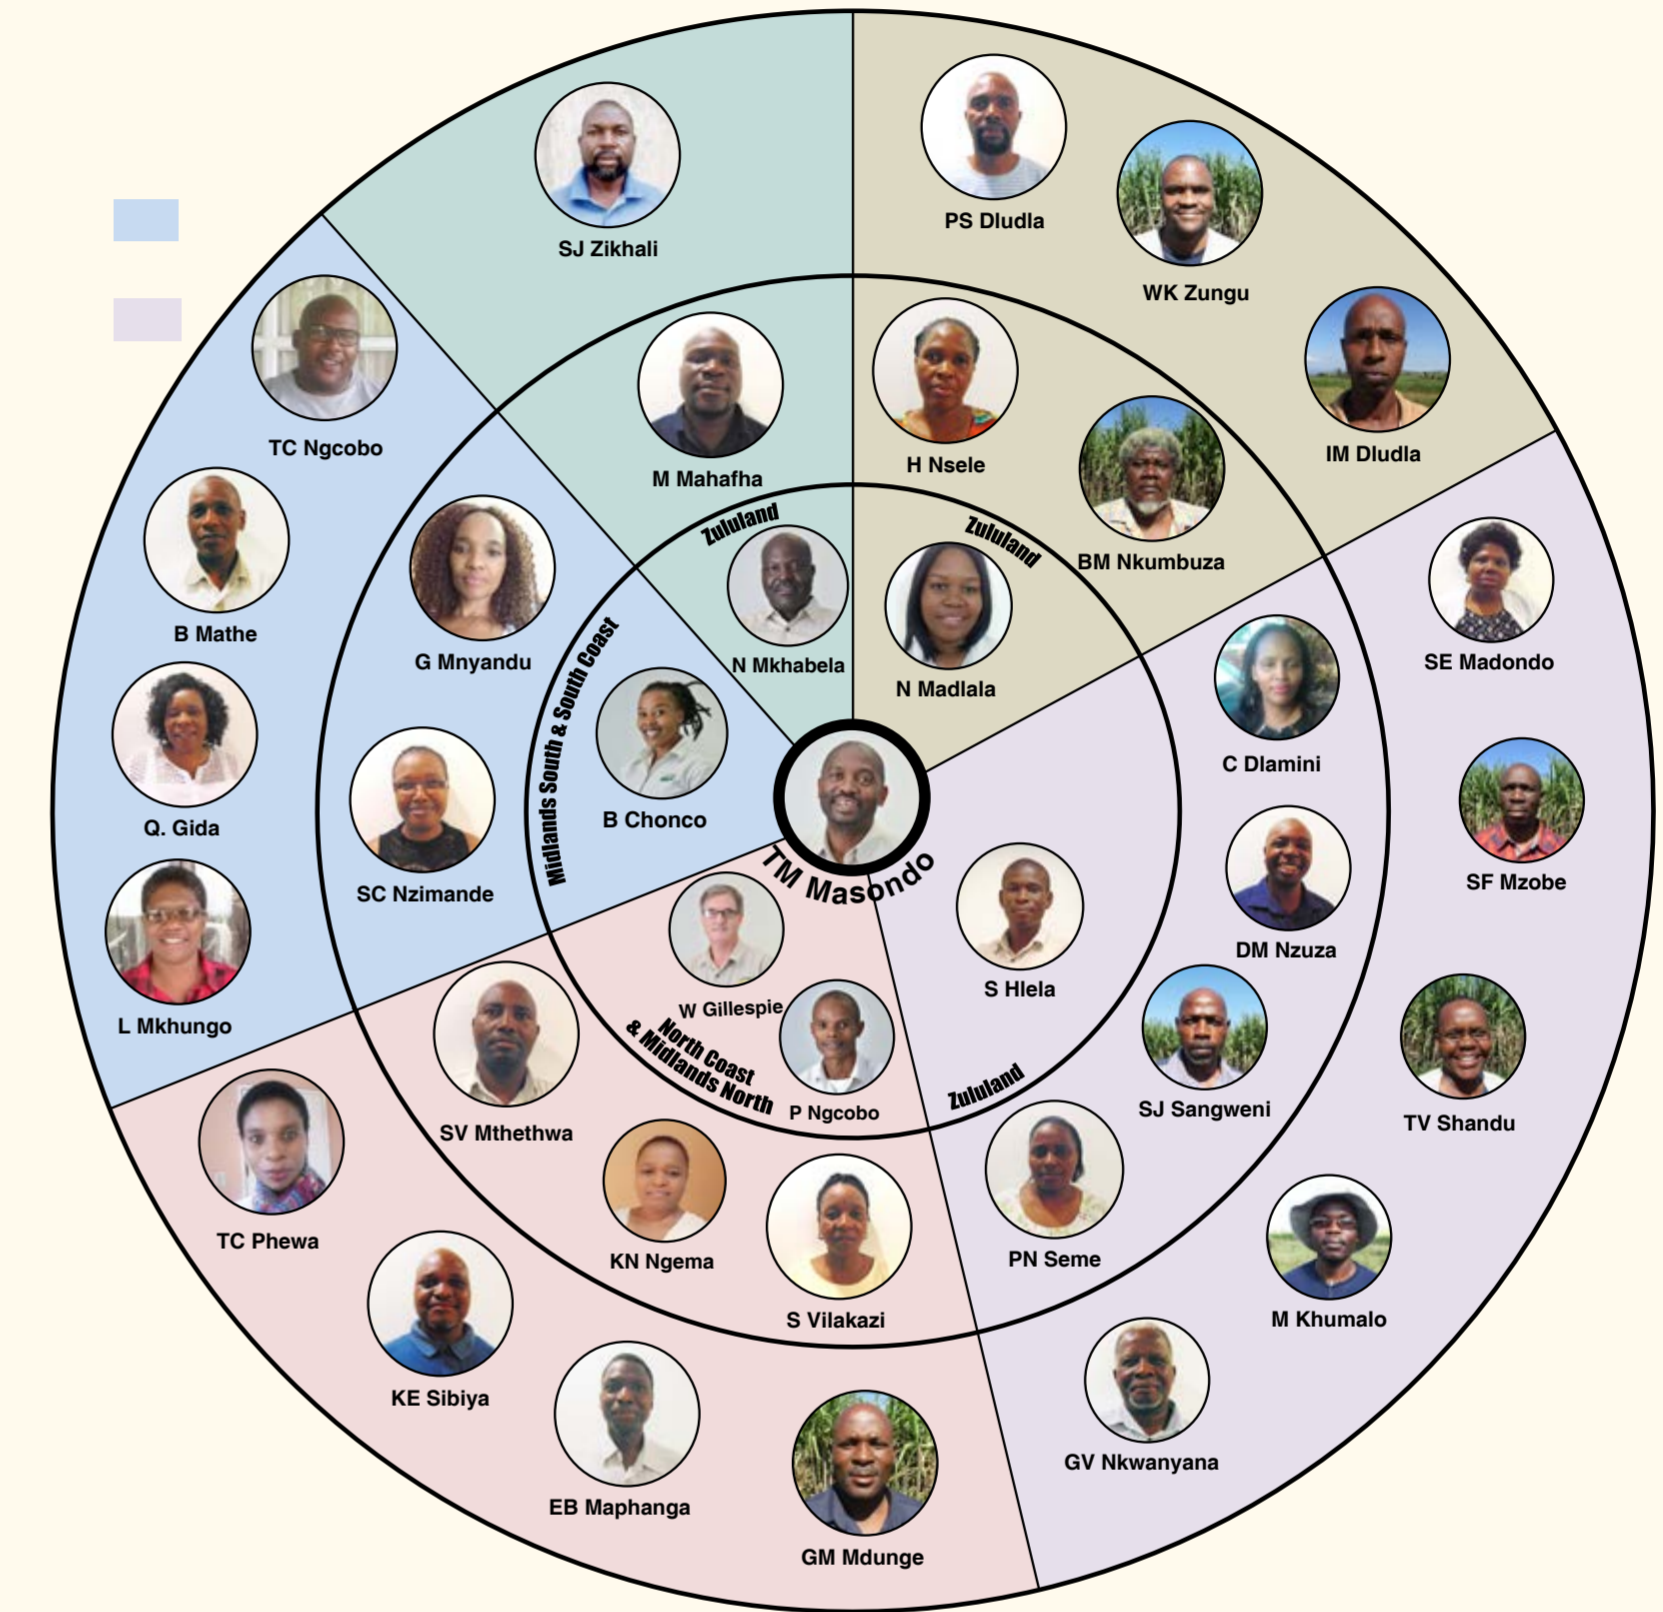 SJ Zikhali
PS Dludla
WK Zungu
IM Dludla
TC Ngcobo
M Mahafha
H Nsele
BM Nkumbuza
Zululand
Zululand
B Mathe
G Mnyandu
N Mkhabela
N Madlala
SE Madondo
C Dlamini
Midlands South & South Coast
B Chonco
Q. Gida
SC Nzimande
TM Masondo
SF Mzobe
DM Nzuza
L Mkhungo
W Gillespie
S Hlela
North Coast
& Midlands North
P Ngcobo
Zululand
SJ Sangweni
TV Shandu
SV Mthethwa
KN Ngema
S Vilakazi
PN Seme
M Khumalo
TC Phewa
KE Sibiya
EB Maphanga
GM Mdunge
GV Nkwanyana